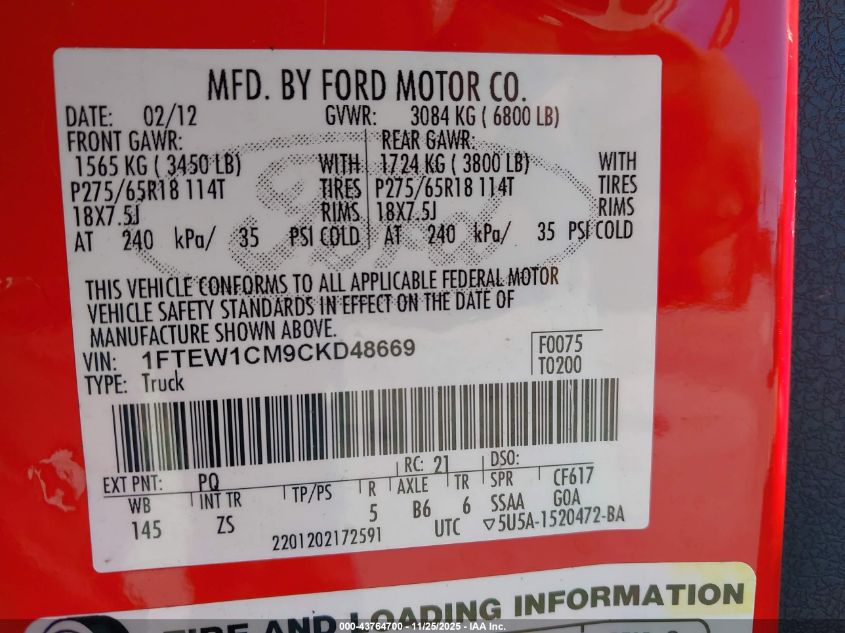 MFD. BY FORD MOTOR CO.
DATE: 02/12 GVWR: 3084 KG ( 6800 LB)
FRONT GAWR: REAR GAWR:
1565 KG ( 3450 LB) WITH 1724 KG ( 3800 LB) WITH
P275/65R18 114T TIRES P275/65R18 114T TIRES
18X7.5J RIMS 18X7.5J RIMS
AT 240 kPa/ 35 PSI COLD AT 240 kPa/ 35 PSI COLD
Ford
THIS VEHICLE CONFORMS TO ALL APPLICABLE FEDERAL MOTOR
VEHICLE SAFETY STANDARDS IN EFFECT ON THE DATE OF
MANUFACTURE SHOWN ABOVE.
VIN: 1FTEW1CM9CKD48669 F0075
TYPE: Truck T0200
EXT PNT: PQ RC: 21 DSO:
WB INT TR TP/PS R AXLE TR SPR CF617
145 ZS 5 B6 6 SSAA GOA
2201202172591 UTC ▽5U5A-1520472-BA
TIRE AND LOADING INFORMATION
000-43764700 - 11/25/2025 - IAA Inc.